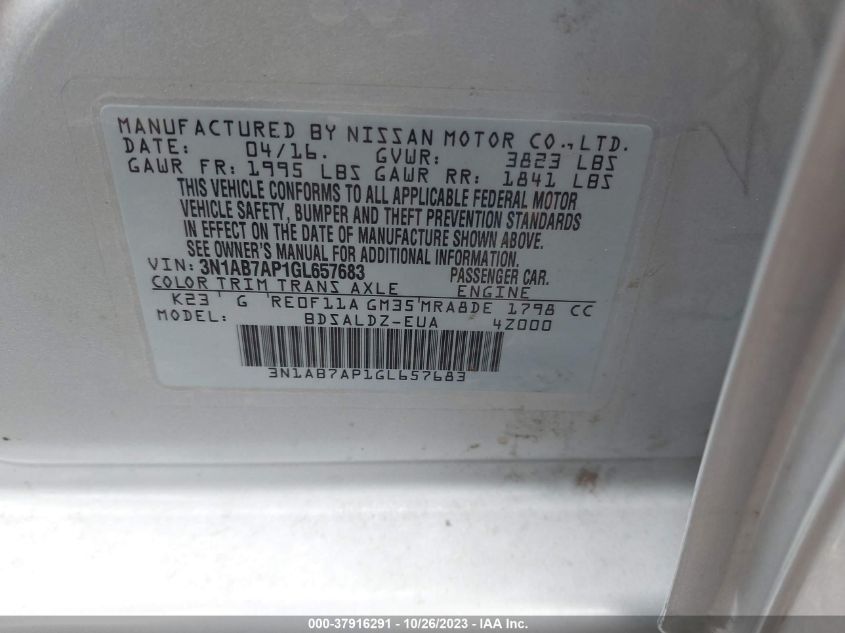 MANUFACTURED BY NISSAN MOTOR CO., LTD.
DATE: 04/16. GVWR: 3823 LBS
GAWR FR: 1995 LBS GAWR RR: 1841 LBS
THIS VEHICLE CONFORMS TO ALL APPLICABLE FEDERAL MOTOR
VEHICLE SAFETY, BUMPER AND THEFT PREVENTION STANDARDS
IN EFFECT ON THE DATE OF MANUFACTURE SHOWN ABOVE.
SEE OWNER'S MANUAL FOR ADDITIONAL INFORMATION.
VIN: 3N1AB7AP1GL657683 PASSENGER CAR.
COLOR TRIM TRANS AXLE ENGINE
K23 G RE0F11A GM35 MRA8DE 1798 CC
MODEL: BDSALDZ-EUA 4Z000
3N1AB7AP1GL657683
000-37916291 | 10/26/2023 - IAA Inc.